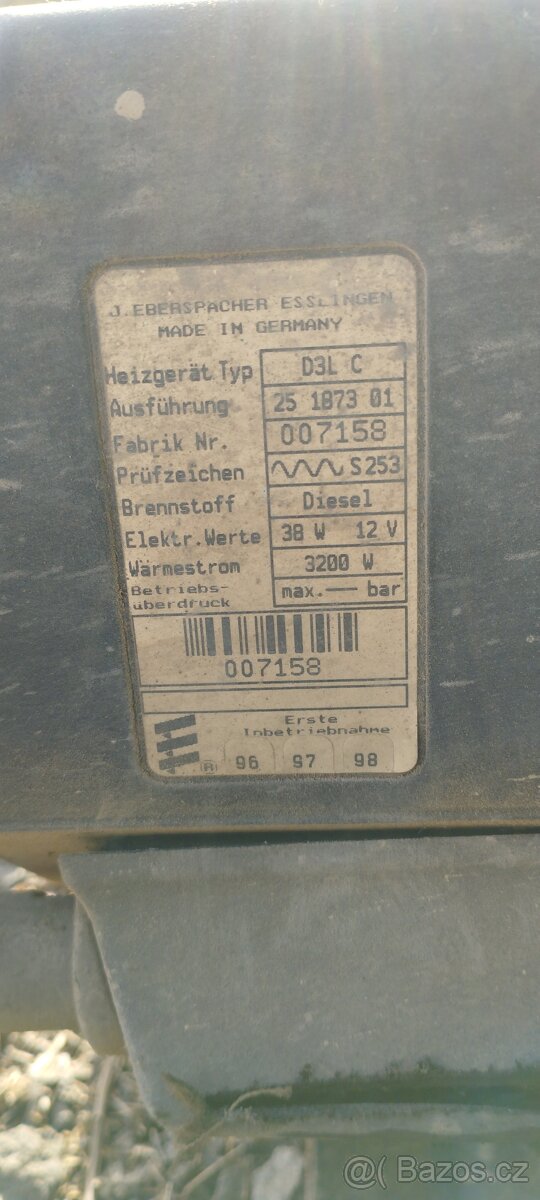 J.EBERSPACHER ESSLINGEN
MADE IN GERMANY
Heizgerät Typ D3L C
Ausführung 25 1873 01
Fabrik Nr. 007158
Prüfzeichen S253
Brennstoff Diesel
Elektr.Werte 38 W 12 V
Wärmestrom 3200 W
Betriebs-
überdruck max.— bar
007158
Erste
Inbetriebnahme
® 96 97 98
@ Bazos.cz